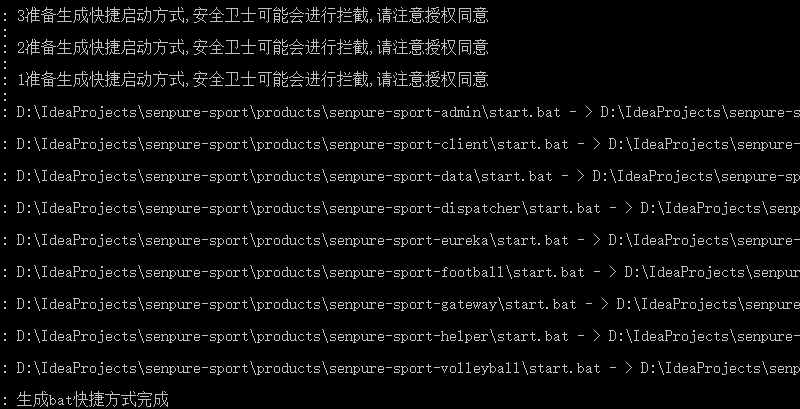 : 3准备生成快捷启动方式,安全卫士可能会进行拦截,请注意授权同意
:
: 2准备生成快捷启动方式,安全卫士可能会进行拦截,请注意授权同意
:
: 1准备生成快捷启动方式,安全卫士可能会进行拦截,请注意授权同意
:
: D:\IdeaProjects\senpure-sport\products\senpure-sport-admin\start.bat - > D:\IdeaProjects\senpure-s
: D:\IdeaProjects\senpure-sport\products\senpure-sport-client\start.bat - > D:\IdeaProjects\senpure-
: D:\IdeaProjects\senpure-sport\products\senpure-sport-data\start.bat - > D:\IdeaProjects\senpure-sp
: D:\IdeaProjects\senpure-sport\products\senpure-sport-dispatcher\start.bat - > D:\IdeaProjects\senp
: D:\IdeaProjects\senpure-sport\products\senpure-sport-eureka\start.bat - > D:\IdeaProjects\senpure-
: D:\IdeaProjects\senpure-sport\products\senpure-sport-football\start.bat - > D:\IdeaProjects\senpur
: D:\IdeaProjects\senpure-sport\products\senpure-sport-gateway\start.bat - > D:\IdeaProjects\senpure
: D:\IdeaProjects\senpure-sport\products\senpure-sport-helper\start.bat - > D:\IdeaProjects\senpure-
: D:\IdeaProjects\senpure-sport\products\senpure-sport-volleyball\start.bat - > D:\IdeaProjects\senp
: 生成bat快捷方式完成